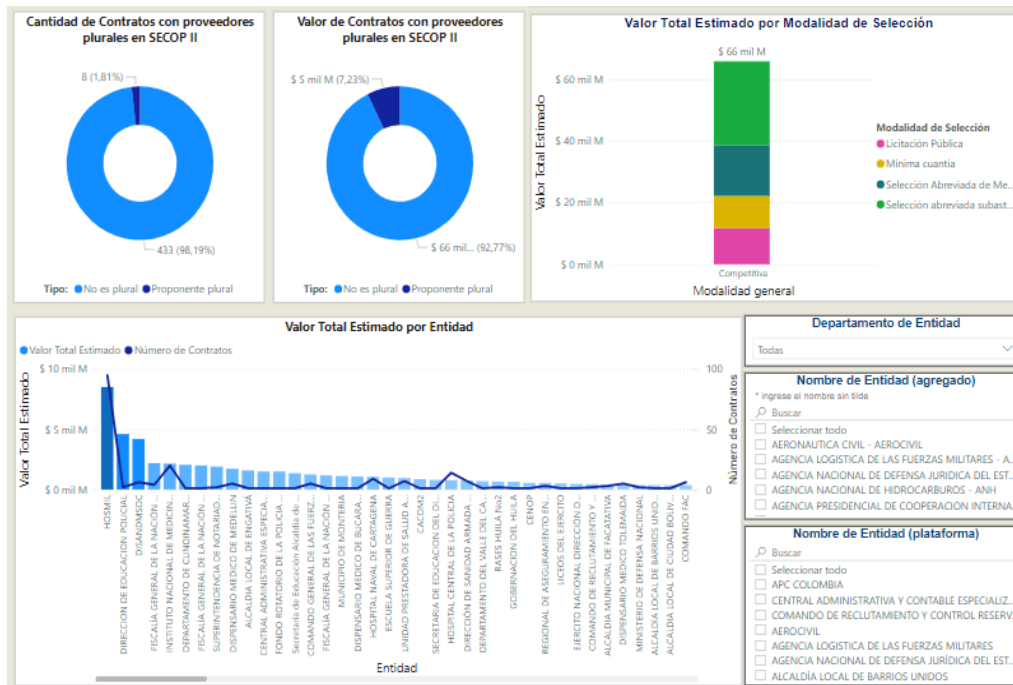 Cantidad de Contratos con proveedores
plurales en SECOP II
8 (1,81%)
433 (98,19%)
Tipo: No es plural Proponente plural
Valor de Contratos con proveedores
plurales en SECOP II
$ 5 mil M (7,23%)
$ 66 mil... (92,77%)
Tipo: No es plural Proponente plural
Valor Total Estimado por Modalidad de Selección
$ 66 mil M
$ 60 mil M
$ 40 mil M
$ 20 mil M
$ 0 mil M
Valor Total Estimado
Competitiva
Modalidad general
Modalidad de Selección
Licitación Pública
Mínima cuantía
Selección Abreviada de Me...
Selección abreviada subast...
Valor Total Estimado por Entidad
Valor Total Estimado Número de Contratos
$ 10 mil M
$ 5 mil M
$ 0 mil M
Valor Total Estimado
100
50
0
Número de Contratos
HOSMIL
DIRECCION DE EDUCACION POLICIAL
DISANDMSOC
FISCALÍA GENERAL DE LA NACIÓN ...
INSTITUTO NACIONAL DE MEDICIN...
DEPARTAMENTO DE CUNDINAMAR...
FISCALÍA GENERAL DE LA NACIÓN ...
SUPERINTENDENCIA DE NOTARIAD...
DISPENSARIO MEDICO DE MEDELLIN
ALCALDIA LOCAL DE ENGATIVÁ
CENTRAL ADMINISTRATIVA ESPECIA...
FONDO ROTATORIO DE LA POLICIA ...
Secretaria de Educación Alcaldia de ...
COMANDO GENERAL DE LAS FUERZ...
FISCALÍA GENERAL DE LA NACIÓN ...
MUNICIPIO DE MONTERIA
DISPENSARIO MEDICO DE BUCARA...
HOSPITAL NAVAL DE CARTAGENA
ESCUELA SUPERIOR DE GUERRA
UNIDAD PRESTADORA DE SALUD A...
CACOM2
SECRETARIA DE EDUCACION DEL DI...
HOSPITAL CENTRAL DE LA POLICIA
DIRECCIÓN DE SANIDAD ARMADA ...
DEPARTAMENTO DEL VALLE DEL CA...
RASES HUILA No2
GOBERNACION DEL HUILA
CENOP
REGIONAL DE ASEGURAMIENTO EN...
LICEOS DEL EJERCITO
EJERCITO NACIONAL DIRECCIÓN D...
COMANDO DE RECLUTAMIENTO Y ...
ALCALDIA MUNICIPAL DE FACATATIVA
DISPENSARIO MEDICO TOLEMAIDA
MINISTERIO DE DEFENSA NACIONAL
ALCALDÍA LOCAL DE BARRIOS UNID...
ALCALDIA LOCAL DE CIUDAD BOLIV...
COMANDO FAC
Entidad
Departamento de Entidad
Todas
Nombre de Entidad (agregado)
* Ingrese el nombre sin tilde
Buscar
Seleccionar todo
AERONAUTICA CIVIL - AEROCIVIL
AGENCIA LOGISTICA DE LAS FUERZAS MILITARES - A...
AGENCIA NACIONAL DE DEFENSA JURIDICA DEL EST...
AGENCIA NACIONAL DE HIDROCARBUROS - ANH
AGENCIA PRESIDENCIAL DE COOPERACION INTERNA...
Nombre de Entidad (plataforma)
Buscar
Seleccionar todo
APC COLOMBIA
CENTRAL ADMINISTRATIVA Y CONTABLE ESPECIALIZ...
COMANDO DE RECLUTAMIENTO Y CONTROL RESERV...
AEROCIVIL
AGENCIA LOGISTICA DE LAS FUERZAS MILITARES
AGENCIA NACIONAL DE DEFENSA JURÍDICA DEL EST...
ALCALDÍA LOCAL DE BARRIOS UNIDOS